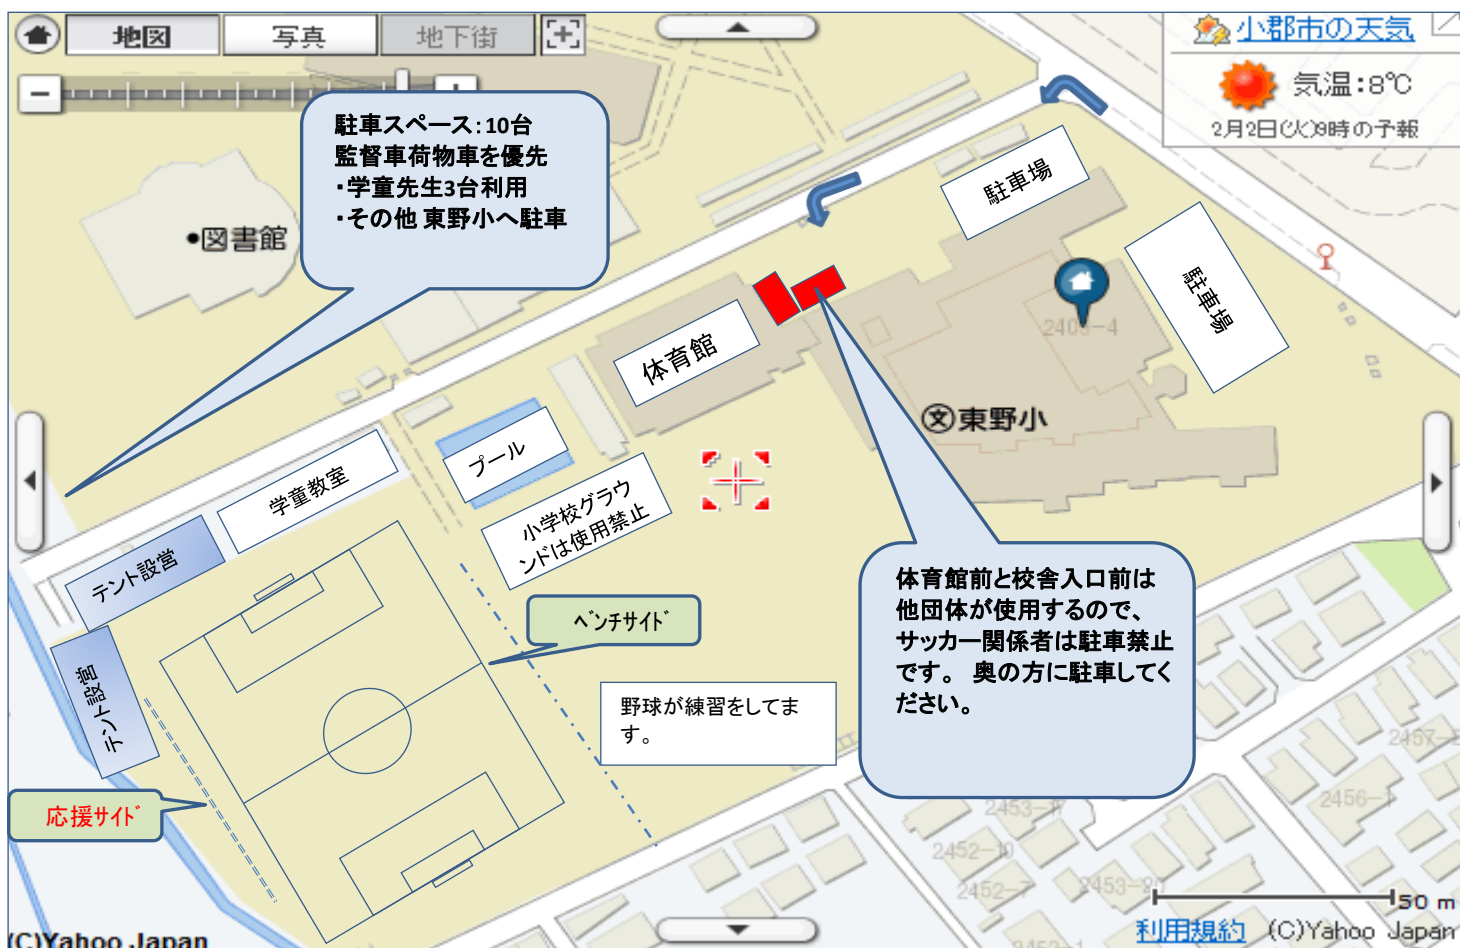 地図
写真
地下街
小郡市の天気
気温:8℃
2月2日(火)9時の予報
駐車スペース:10台
監督車荷物車を優先
・学童先生3台利用
・その他 東野小へ駐車
●図書館
駐車場
駐車場
2403-4
体育館
文 東野小
プール
学童教室
小学校グラウ
ンドは使用禁止
テント設営
テント設営
ベンチサイド
体育館前と校舎入口前は
他団体が使用するので、
サッカー関係者は駐車禁止
です。 奥の方に駐車してく
ださい。
野球が練習をしてま
す。
応援サイド
2456-1
2452-10
2452-7
2453-20
50 m
利用規約 (C)Yahoo Japan
(C)Yahoo Japan